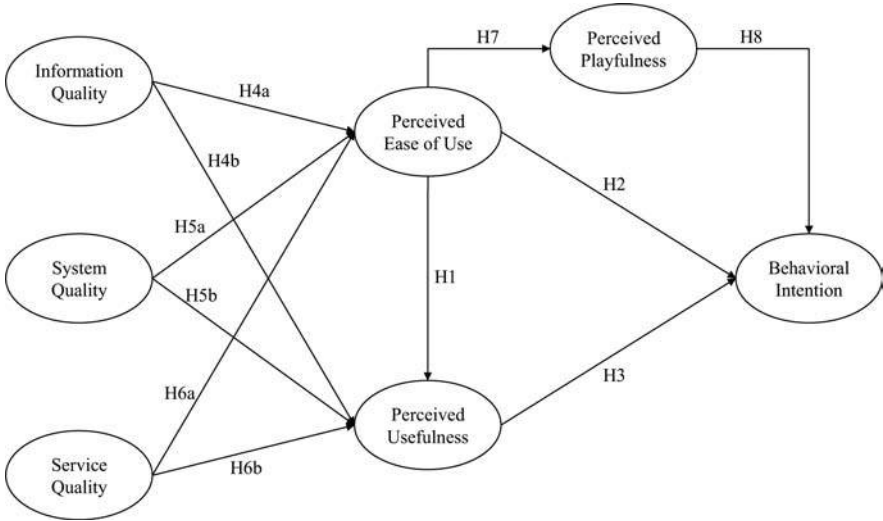 Perceived
Playfulness
H7
H8
Information
Quality
H4a
Perceived
Ease of Use
H4b
H2
H5a
System
Quality
H5b
H1
Behavioral
Intention
H6a
H3
Perceived
Usefulness
Service
Quality
H6b